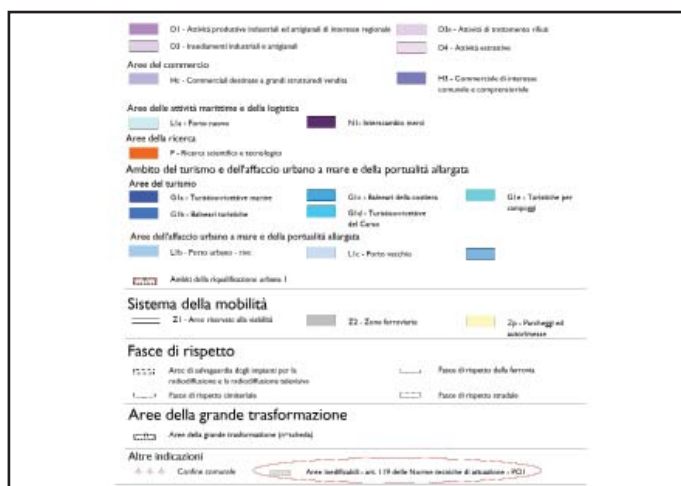 D1 - Attività produttive industriali ed artigianali di interesse regionale
D3r - Attività di trattamento rifiuti
D3 - Insediamenti industriali e artigianali
D4 - Attività estrattive
Aree del commercio
Hc - Commerciali destinate a grandi strutture di vendita
H3 - Commerciale di interesse
comunale e comprensoriale
Aree delle attività marittime e della logistica
L1a - Porto nuovo
N1 - Interscambio merci
Aree della ricerca
P - Ricerca scientifica e tecnologica
Ambito del turismo e dell'affaccio urbano a mare e della portualità allargata
Aree del turismo
G1a - Turistico-ricettive marine
G1c - Balneari della costiera
G1e - Turistiche per
campeggi
G1b - Balneari turistiche
G1d - Turistico-ricettive
del Carso
Aree dell'affaccio urbano a mare e della portualità allargata
L1b - Porto urbano - rive
L1c - Porto vecchio
Ambiti della riqualificazione urbana
Sistema della mobilità
Z1 - Aree riservate alla viabilità
Z2 - Zone ferroviarie
Zp - Parcheggi ed
autorimesse
Fasce di rispetto
Aree di salvaguardia degli impianti per la
radiodiffusione e la radiodiffusione televisiva
Fasce di rispetto della ferrovia
Fasce di rispetto cimiteriale
Fasce di rispetto stradale
Aree della grande trasformazione
Aree della grande trasformazione (n°scheda)
Altre indicazioni
Confine comunale
Aree inedificabili - art. 119 delle Norme tecniche di attuazione - PO1